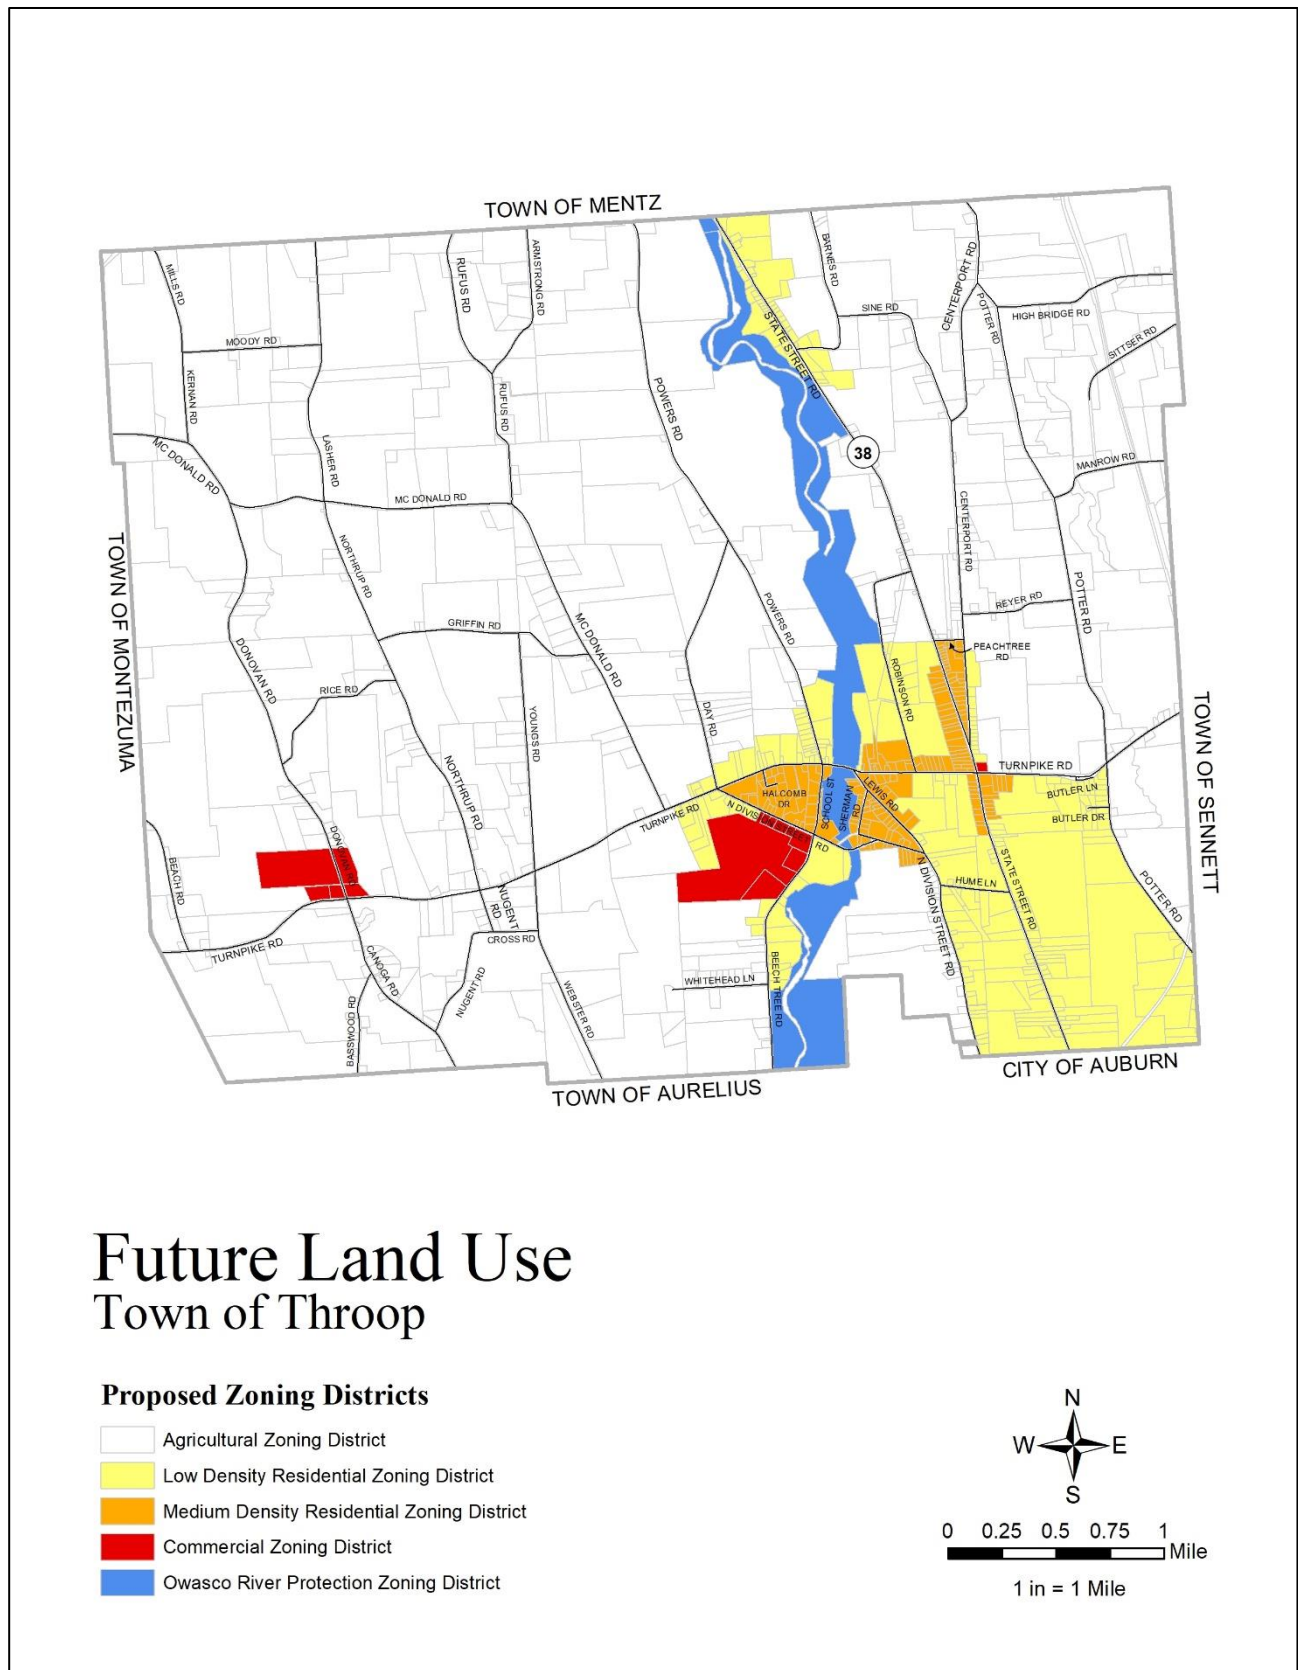 TOWN OF MENTZ
MILLS RD
RUFUS RD
ARMSTRONG RD
BARNES RD
CENTERPORT RD
SINE RD
POTTER RD
HIGH BRIDGE RD
SITTSER RD
STATE STREET RD
MOODY RD
KERNAN RD
RUFUS RD
POWERS RD
MC DONALD RD
LASHER RD
MC DONALD RD
38
MANROW RD
CENTERPORT RD
TOWN OF MONTEZUMA
NORTHRUP RD
POTTER RD
REYER RD
POWERS RD
GRIFFIN RD
MC DONALD RD
DONOVAN RD
PEACHTREE
RD
ROBINSON RD
RICE RD
YOUNGS RD
DAY RD
TOWN OF SENNETT
NORTHRUP RD
TURNPIKE RD
HALCOMB
DR
SCHOOL ST
SHERMAN
RD
LEWIS RD
BUTLER LN
BUTLER DR
TURNPIKE RD
N DIVISION STREET RD
DONOVAN RD
BEACH RD
STATE STREET RD
HUME LN
POTTER RD
N DIVISION STREET RD
NUGENT
RD
CROSS RD
TURNPIKE RD
CANOGA RD
NUGENT RD
WEBSTER RD
WHITEHEAD LN
BEECH TREE RD
BASSWOOD RD
TOWN OF AURELIUS
CITY OF AUBURN
Future Land Use
Town of Throop
Proposed Zoning Districts
Agricultural Zoning District
Low Density Residential Zoning District
Medium Density Residential Zoning District
Commercial Zoning District
Owasco River Protection Zoning District
N
W E
S
0 0.25 0.5 0.75 1
Mile
1 in = 1 Mile